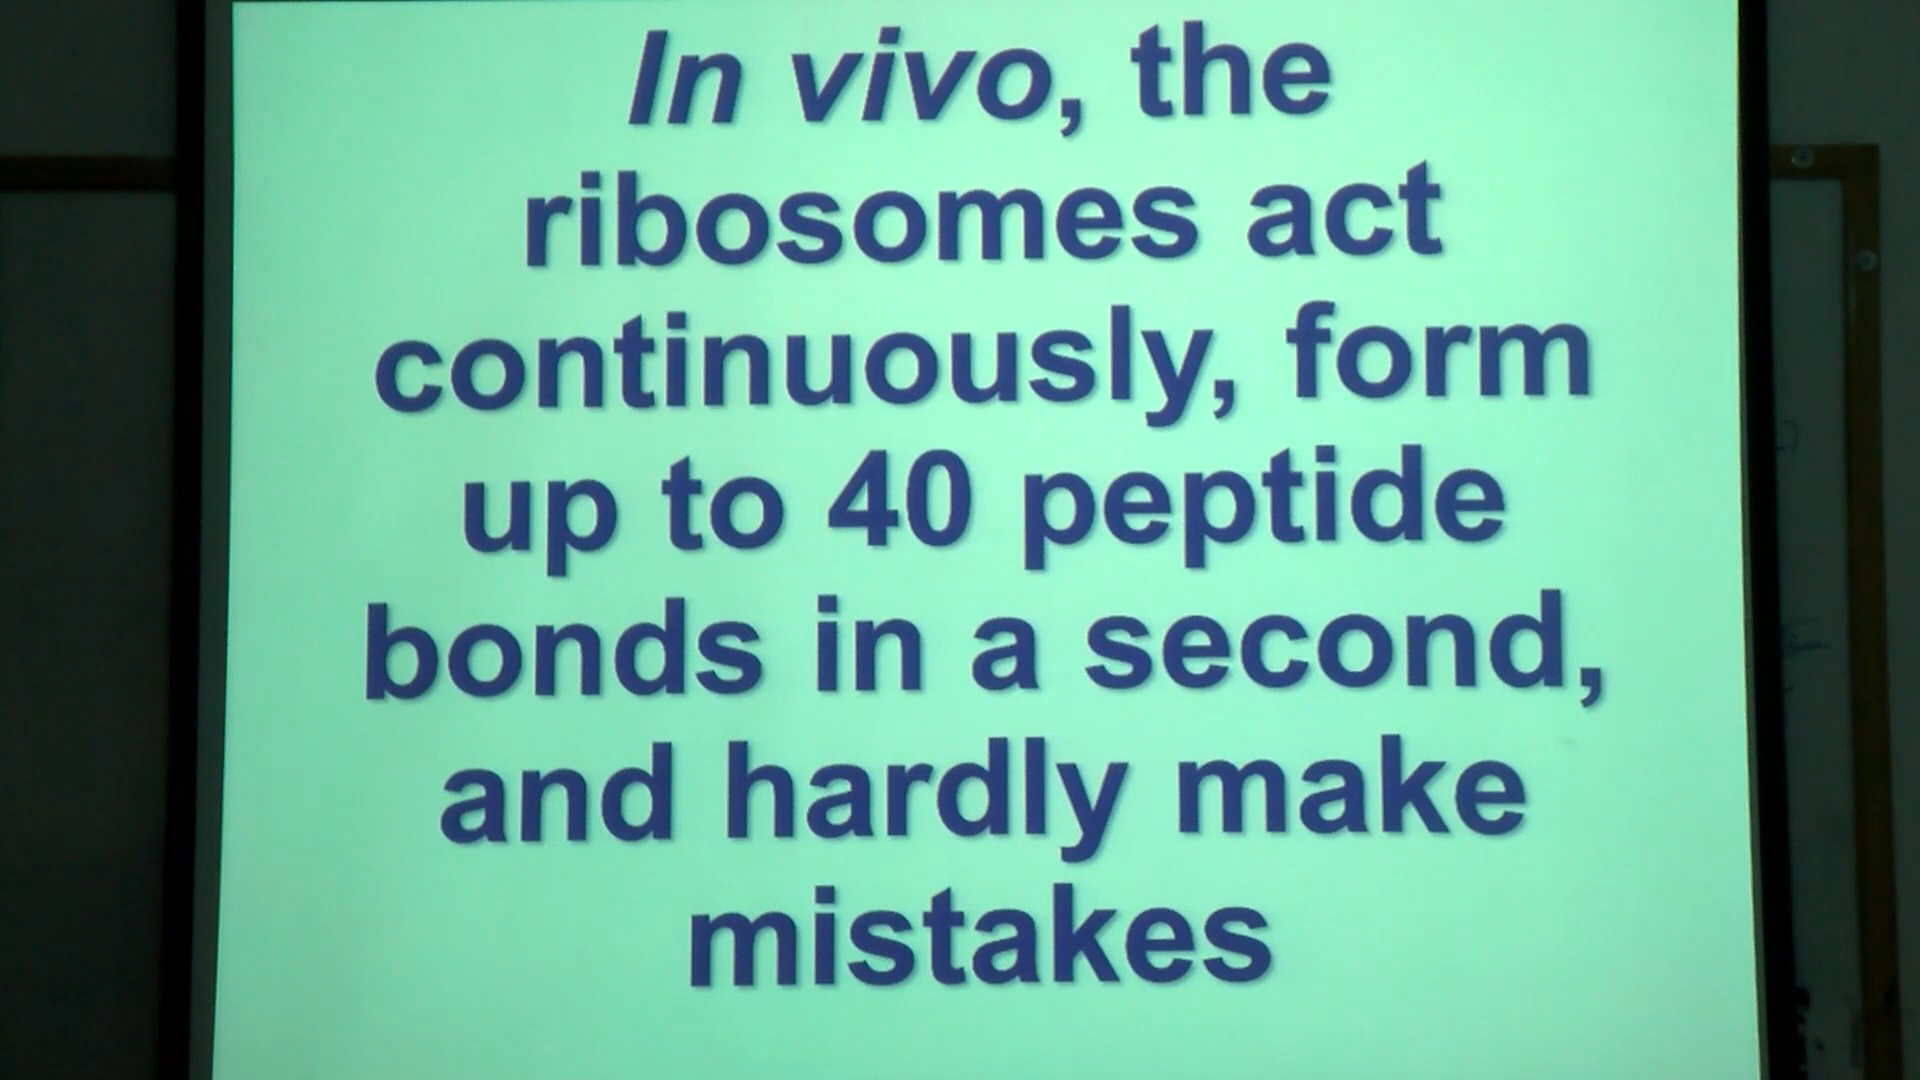 In vivo, the
ribosomes act
continuously, form
up to 40 peptide
bonds in a second,
and hardly make
mistakes